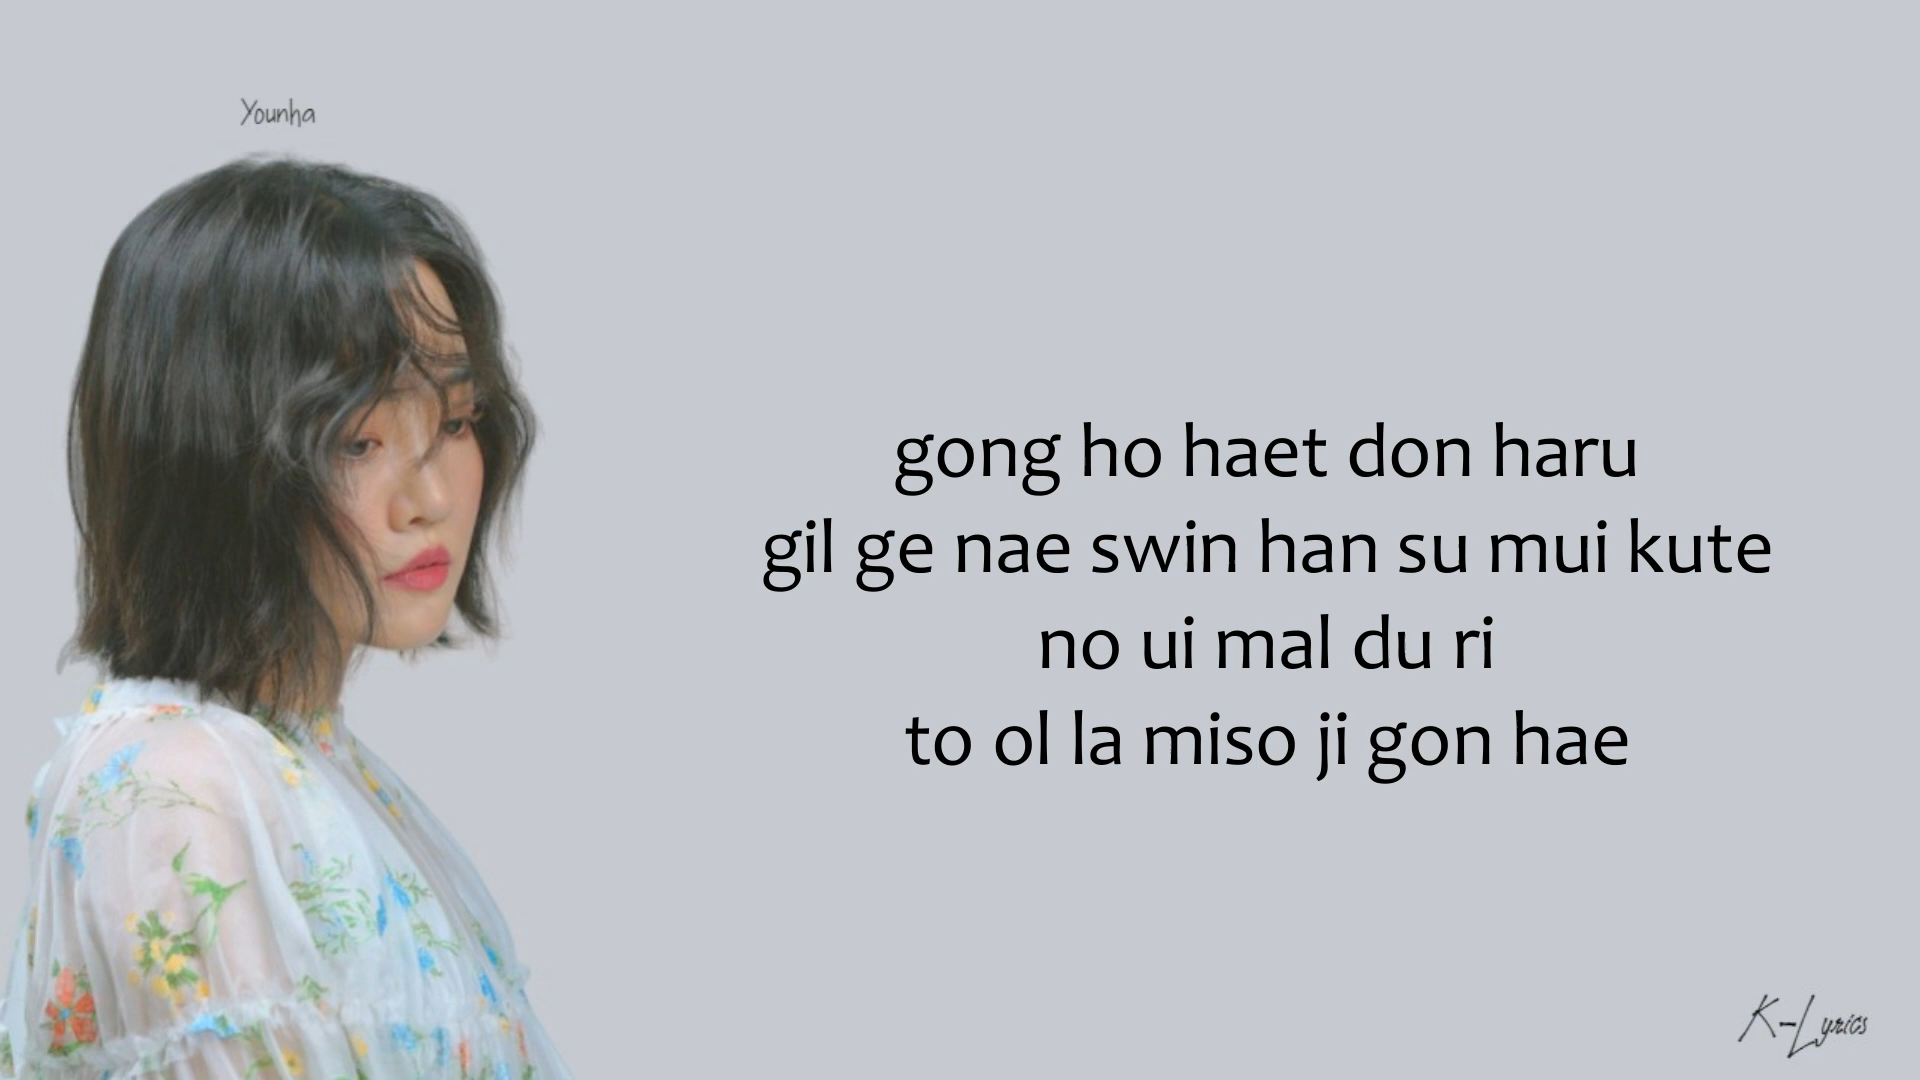 Younha
gong ho haet don haru
gil ge nae swin han su mui kute
no ui mal du ri
to ol la miso ji gon hae
K-Lyrics